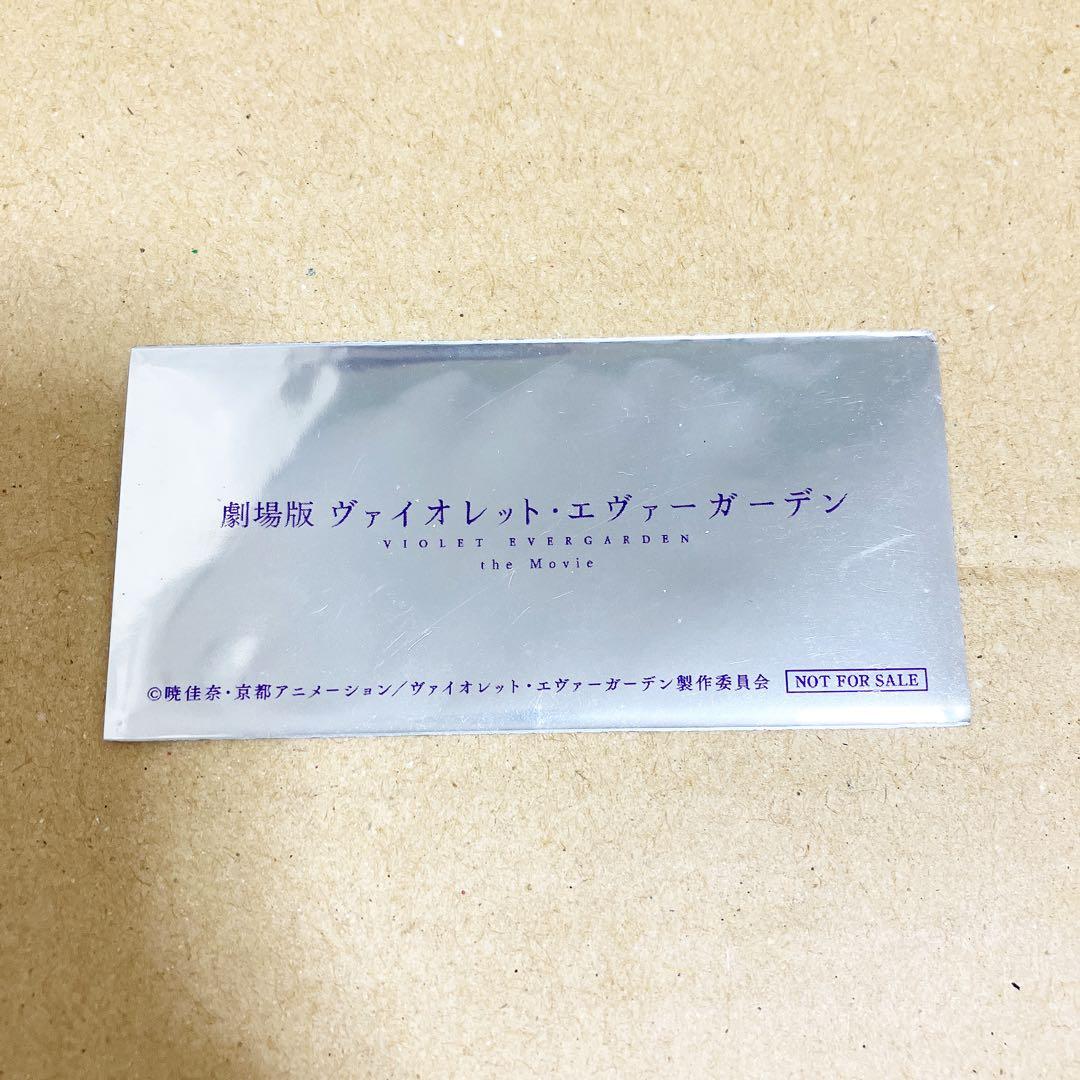 劇場版 ヴァイオレット・エヴァーガーデン
VIOLET EVERGARDEN
the Movie
©暁佳奈・京都アニメーション/ヴァイオレット・エヴァーガーデン製作委員会 NOT FOR SALE